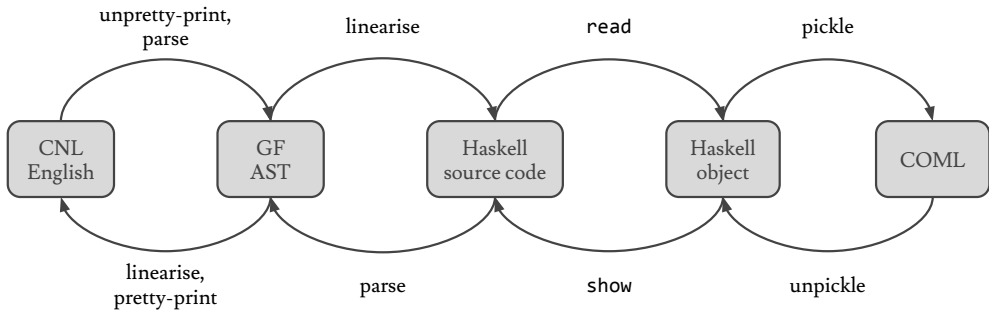 unpretty-print,
parse
linearise
read
pickle
CNL
English
GF
AST
Haskell
source code
Haskell
object
COML
linearise,
pretty-print
parse
show
unpickle